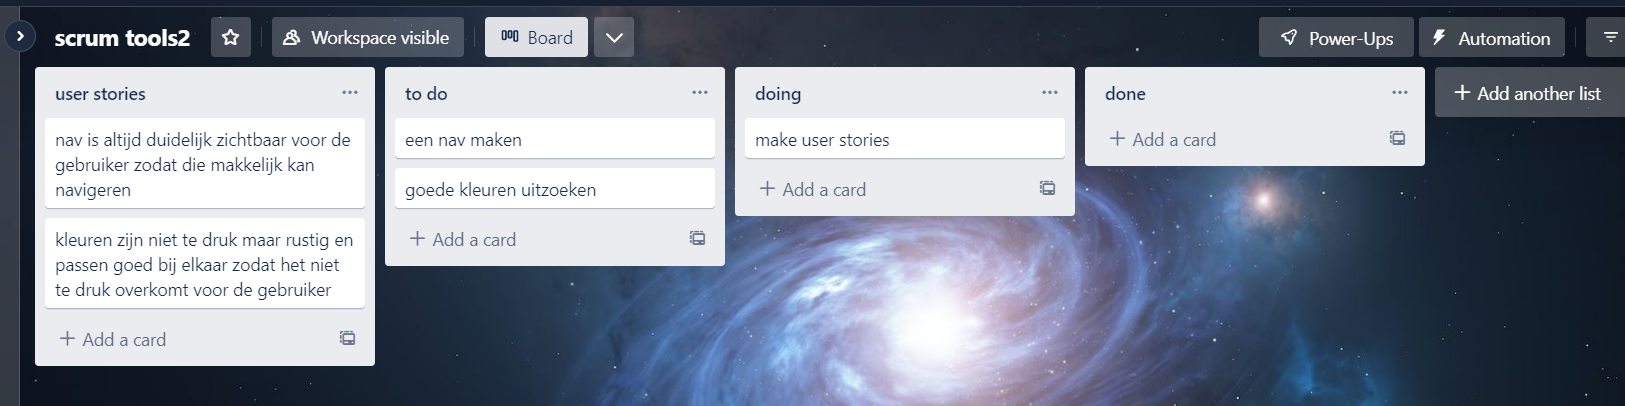 scrum tools2
Workspace visible
Board
Power-Ups
Automation
user stories
nav is altijd duidelijk zichtbaar voor de
gebruiker zodat die makkelijk kan
navigeren
kleuren zijn niet te druk maar rustig en
passen goed bij elkaar zodat het niet
te druk overkomt voor de gebruiker
+ Add a card
to do
een nav maken
goede kleuren uitzoeken
+ Add a card
doing
make user stories
+ Add a card
done
+ Add a card
+ Add another list